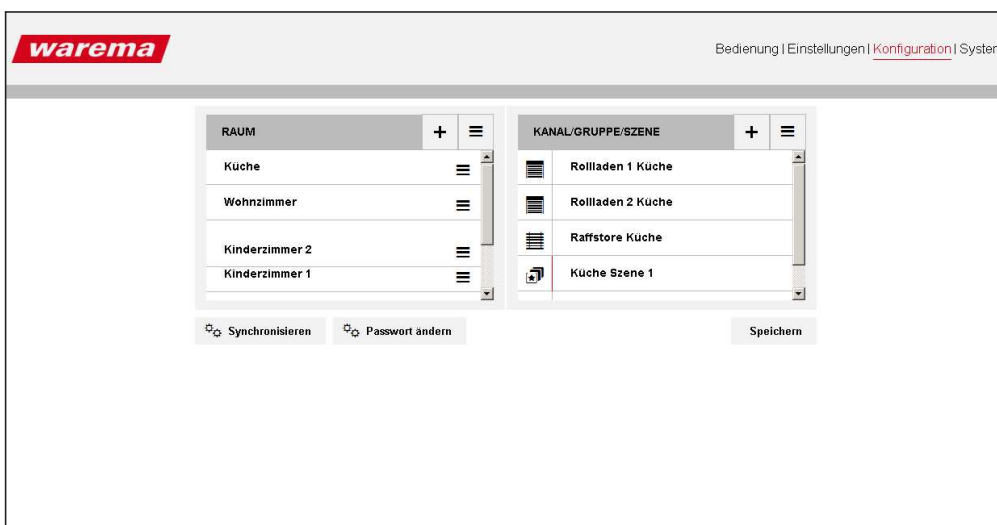 warema
Bedienung | Einstellungen | Konfiguration | System
RAUM
Küche
Wohnzimmer
Kinderzimmer 2
Kinderzimmer 1
KANAL/GRUPPE/SZENE
Rollladen 1 Küche
Rollladen 2 Küche
Raffstore Küche
Küche Szene 1
Synchronisieren
Passwort ändern
Speichern